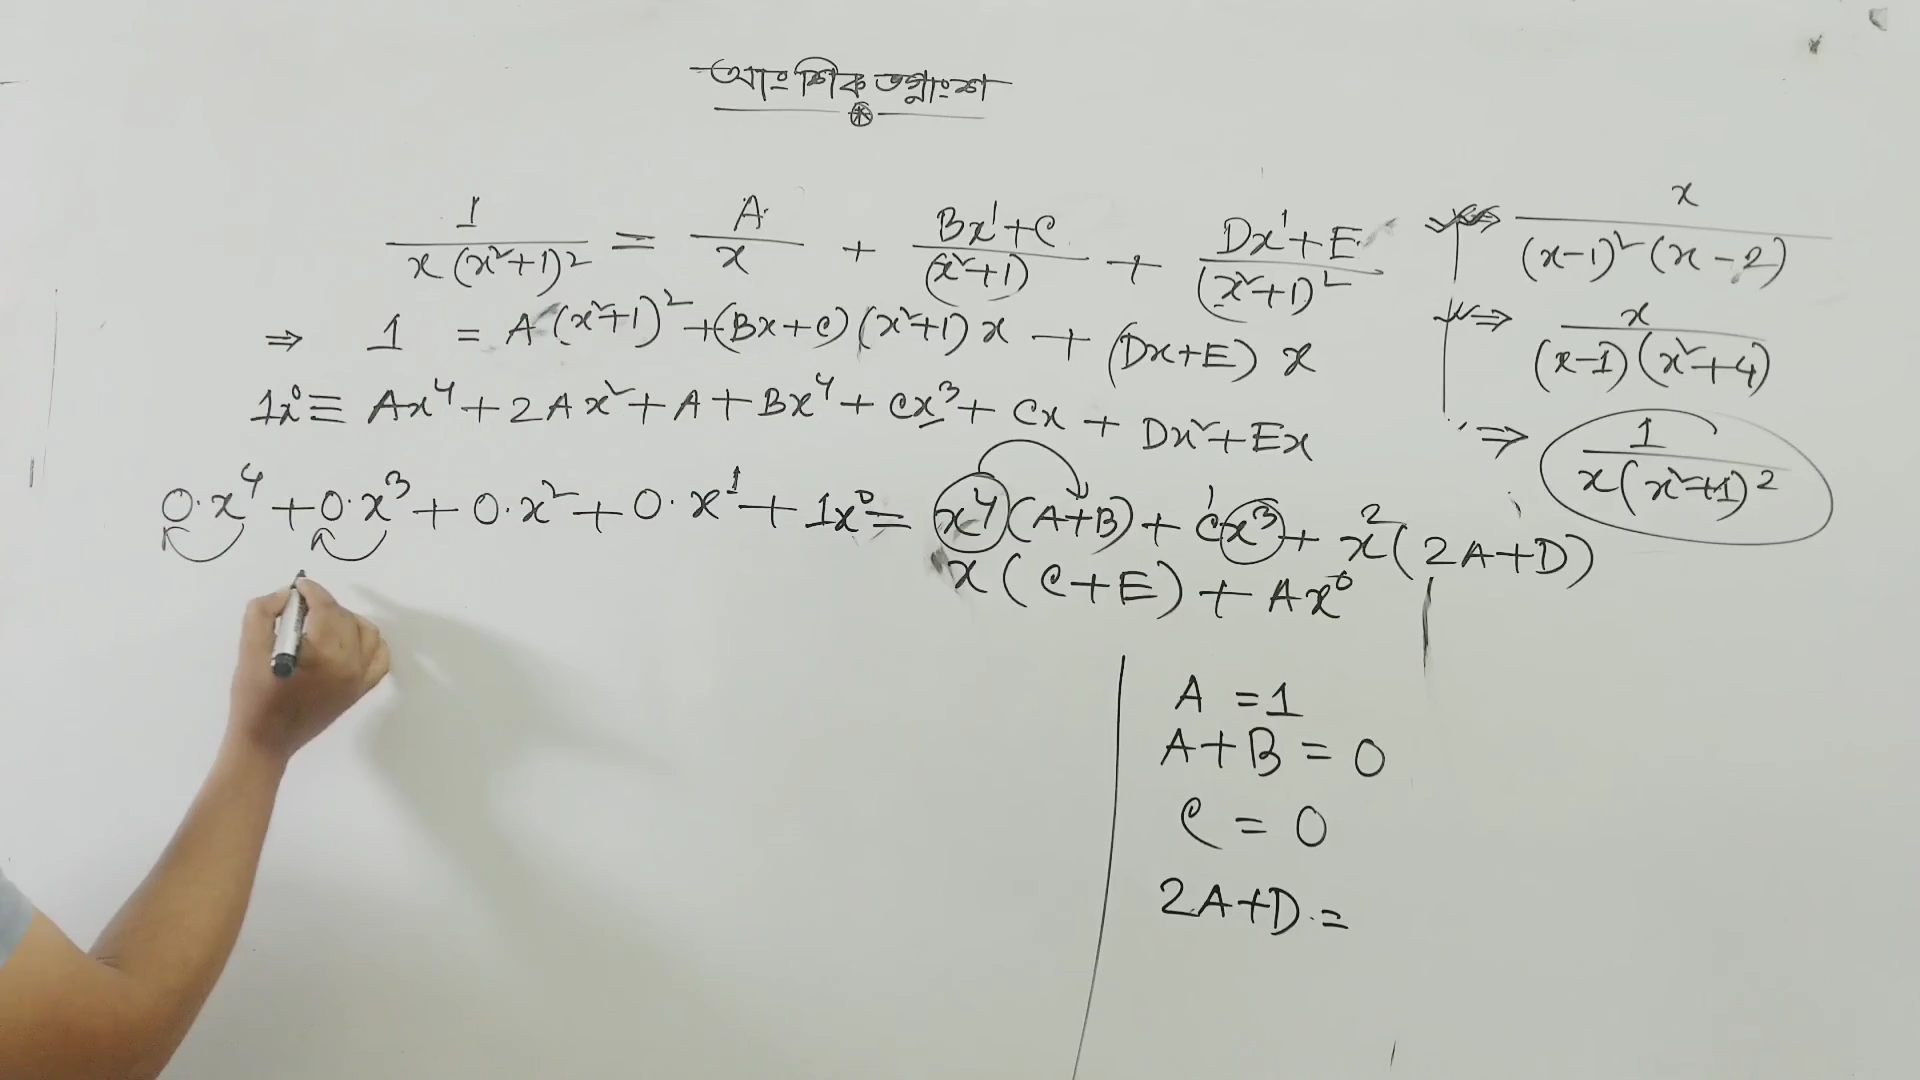 আংশিক ভগ্নাংশ
1/(x(x²+1)²) = A/x + (Bx¹+C)/(x²+1) + (Dx¹+E)/(x²+1)²
⇒ 1 = A(x²+1)²+(Bx+C)(x²+1)x + (Dx+E)x
1x⁰≡ Ax⁴+2Ax²+A+Bx⁴+Cx³+Cx+Dx²+Ex
0·x⁴+0·x³+0·x²+0·x¹+1x⁰= x⁴(A+B)+Cx³+x²(2A+D)
x(C+E)+Ax⁰
⇒ x/((x-1)²(x-2))
⇒ x/((x-1)(x²+4))
⇒ 1/(x(x²+1)²)
A =1
A+B = 0
C = 0
2A+D =